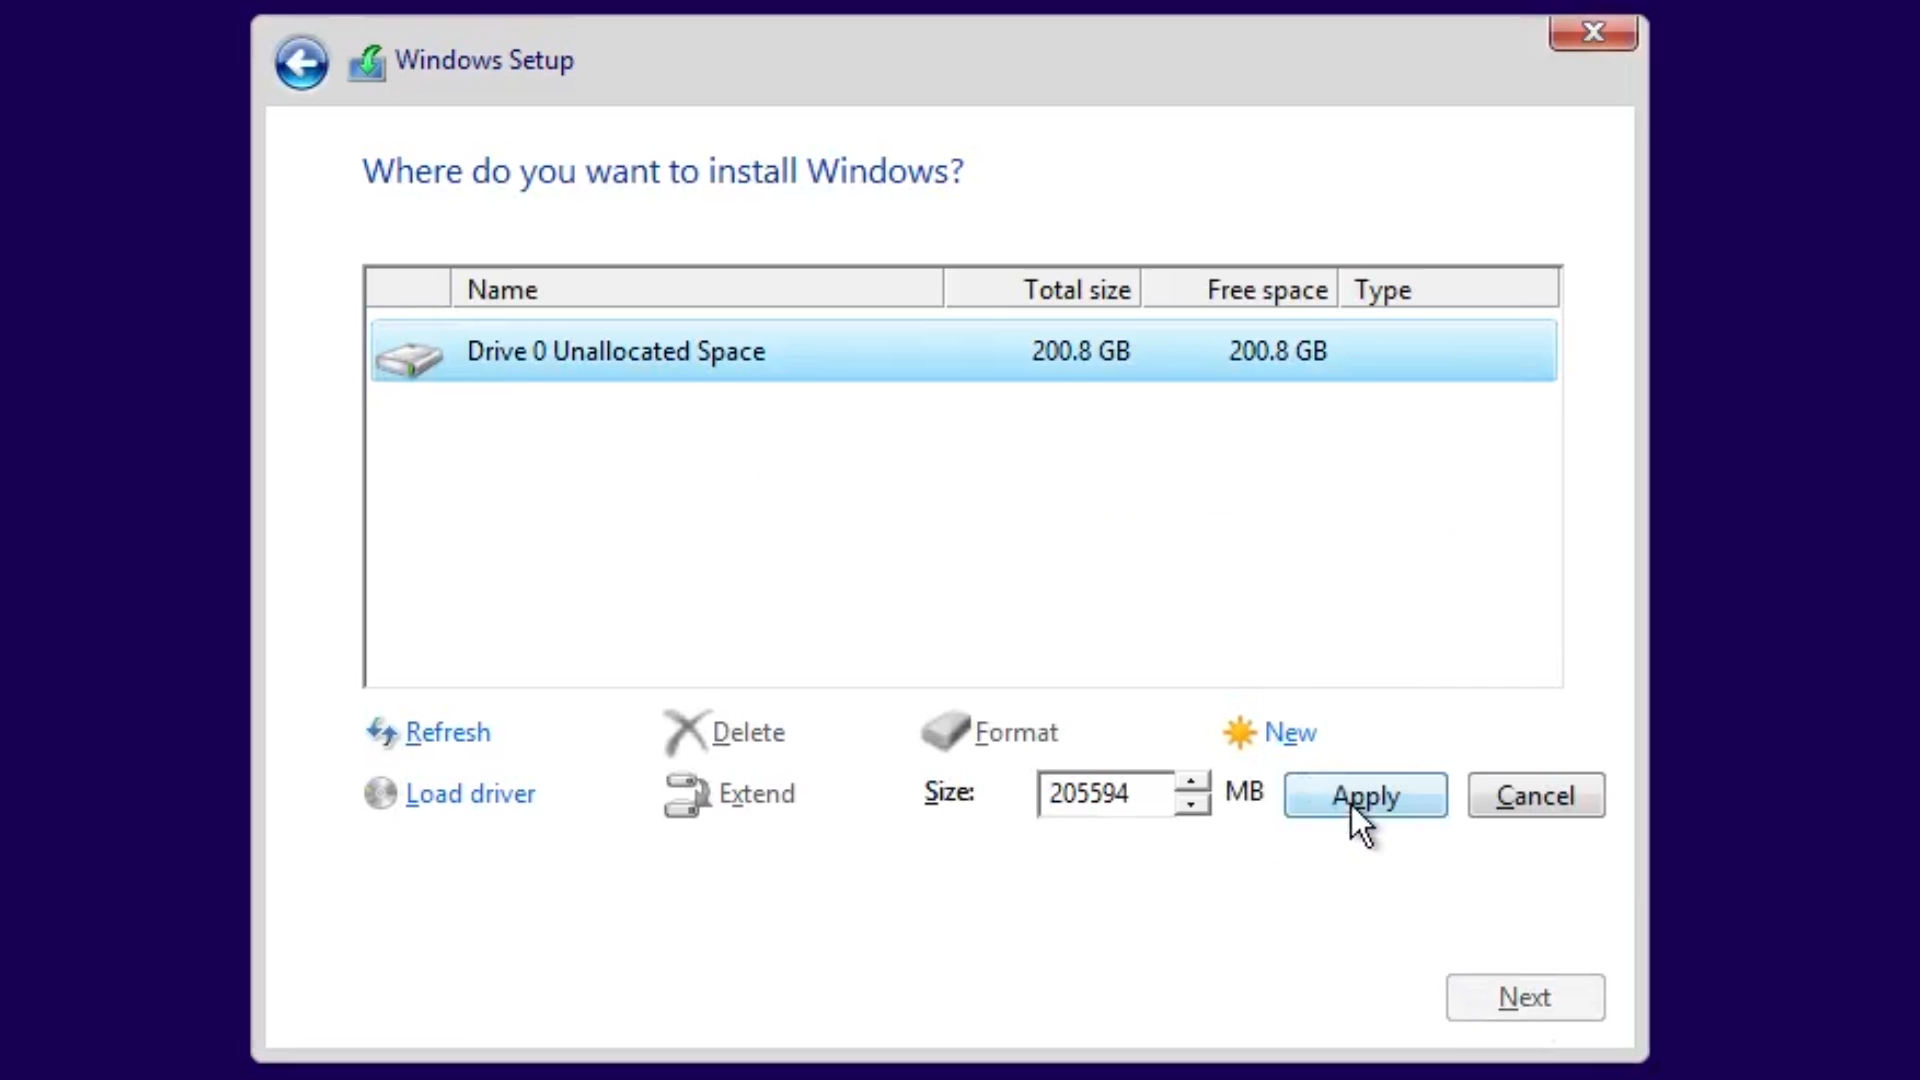 Windows Setup
Where do you want to install Windows?
Name Total size Free space Type
Drive 0 Unallocated Space 200.8 GB 200.8 GB
Refresh Delete Format New
Load driver Extend Size: 205594 MB Apply Cancel
Next